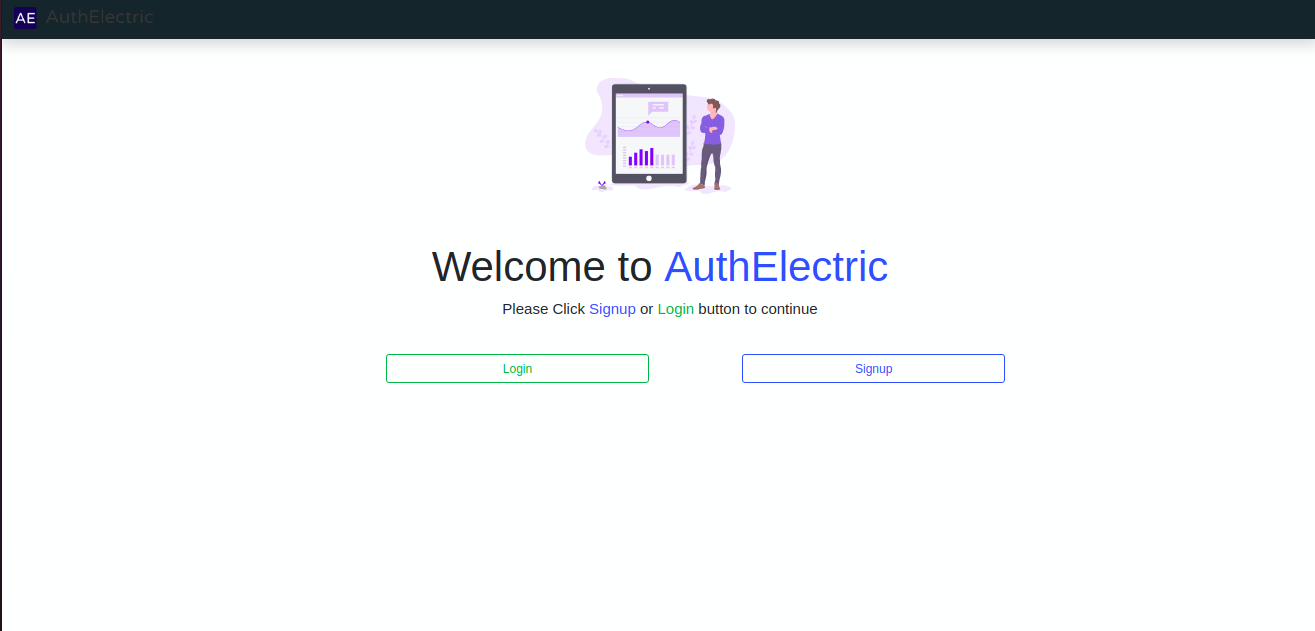 AE AuthElectric
Welcome to AuthElectric
Please Click Signup or Login button to continue
Login
Signup